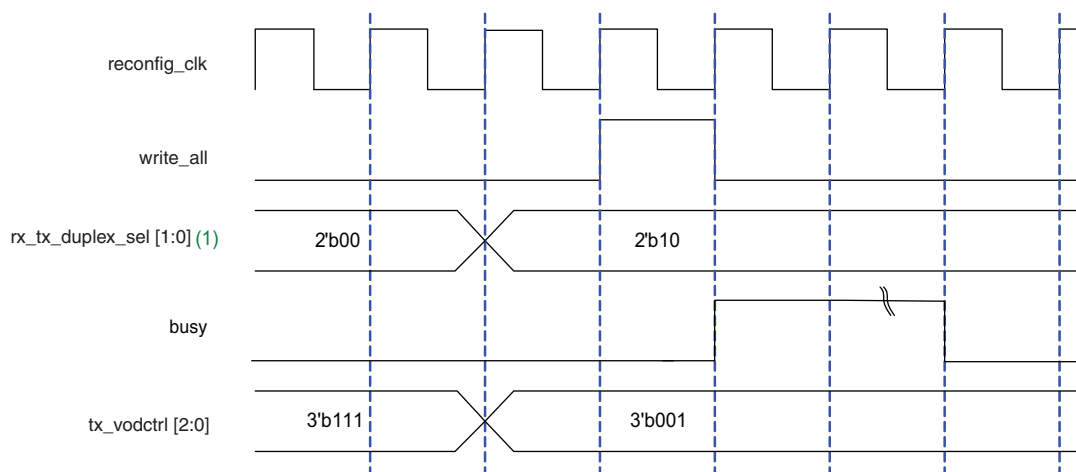 reconfig_clk
write_all
rx_tx_duplex_sel [1:0] (1)
2'b00
2'b10
busy
tx_vodctrl [2:0]
3'b111
3'b001